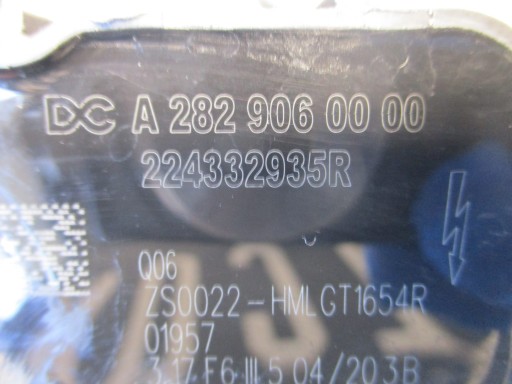 DC A 282 906 00 00
224332935R
Q06
ZS0022-HMLGT1654R
01957
3.17.F6.III.5.04/203B